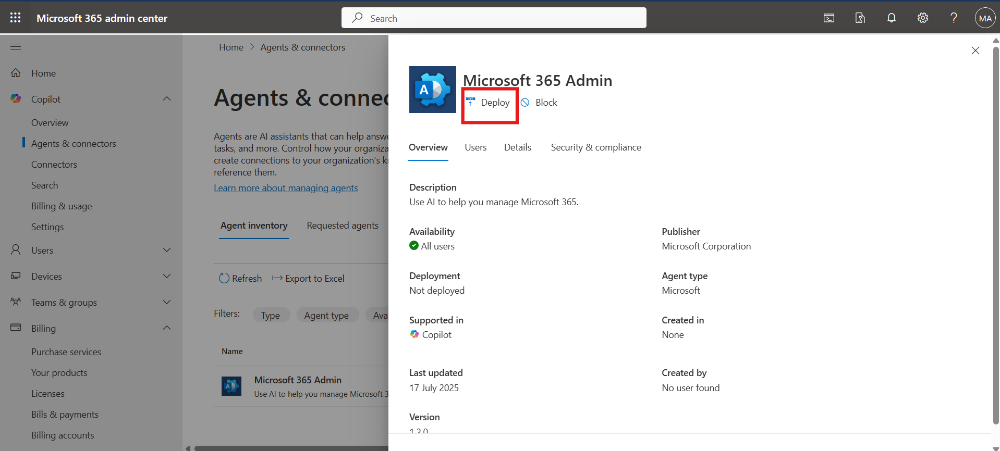 Microsoft 365 admin center
Search
MA
Home
Copilot
Overview
Agents & connectors
Connectors
Search
Billing & usage
Settings
Users
Devices
Teams & groups
Billing
Purchase services
Your products
Licenses
Bills & payments
Billing accounts
Home > Agents & connectors
Agents & connec
Agents are AI assistants that can help answe
tasks, and more. Control how your organiza
create connections to your organization's k
reference them.
Learn more about managing agents
Agent inventory Requested agents
Refresh Export to Excel
Filters: Type Agent type Ava
Name
A
Microsoft 365 Admin
Use AI to help you manage Microsoft 3
A
Microsoft 365 Admin
Deploy Block
Overview Users Details Security & compliance
Description
Use AI to help you manage Microsoft 365.
Availability
All users
Publisher
Microsoft Corporation
Deployment
Not deployed
Agent type
Microsoft
Supported in
Copilot
Created in
None
Last updated
17 July 2025
Created by
No user found
Version
1.2.0